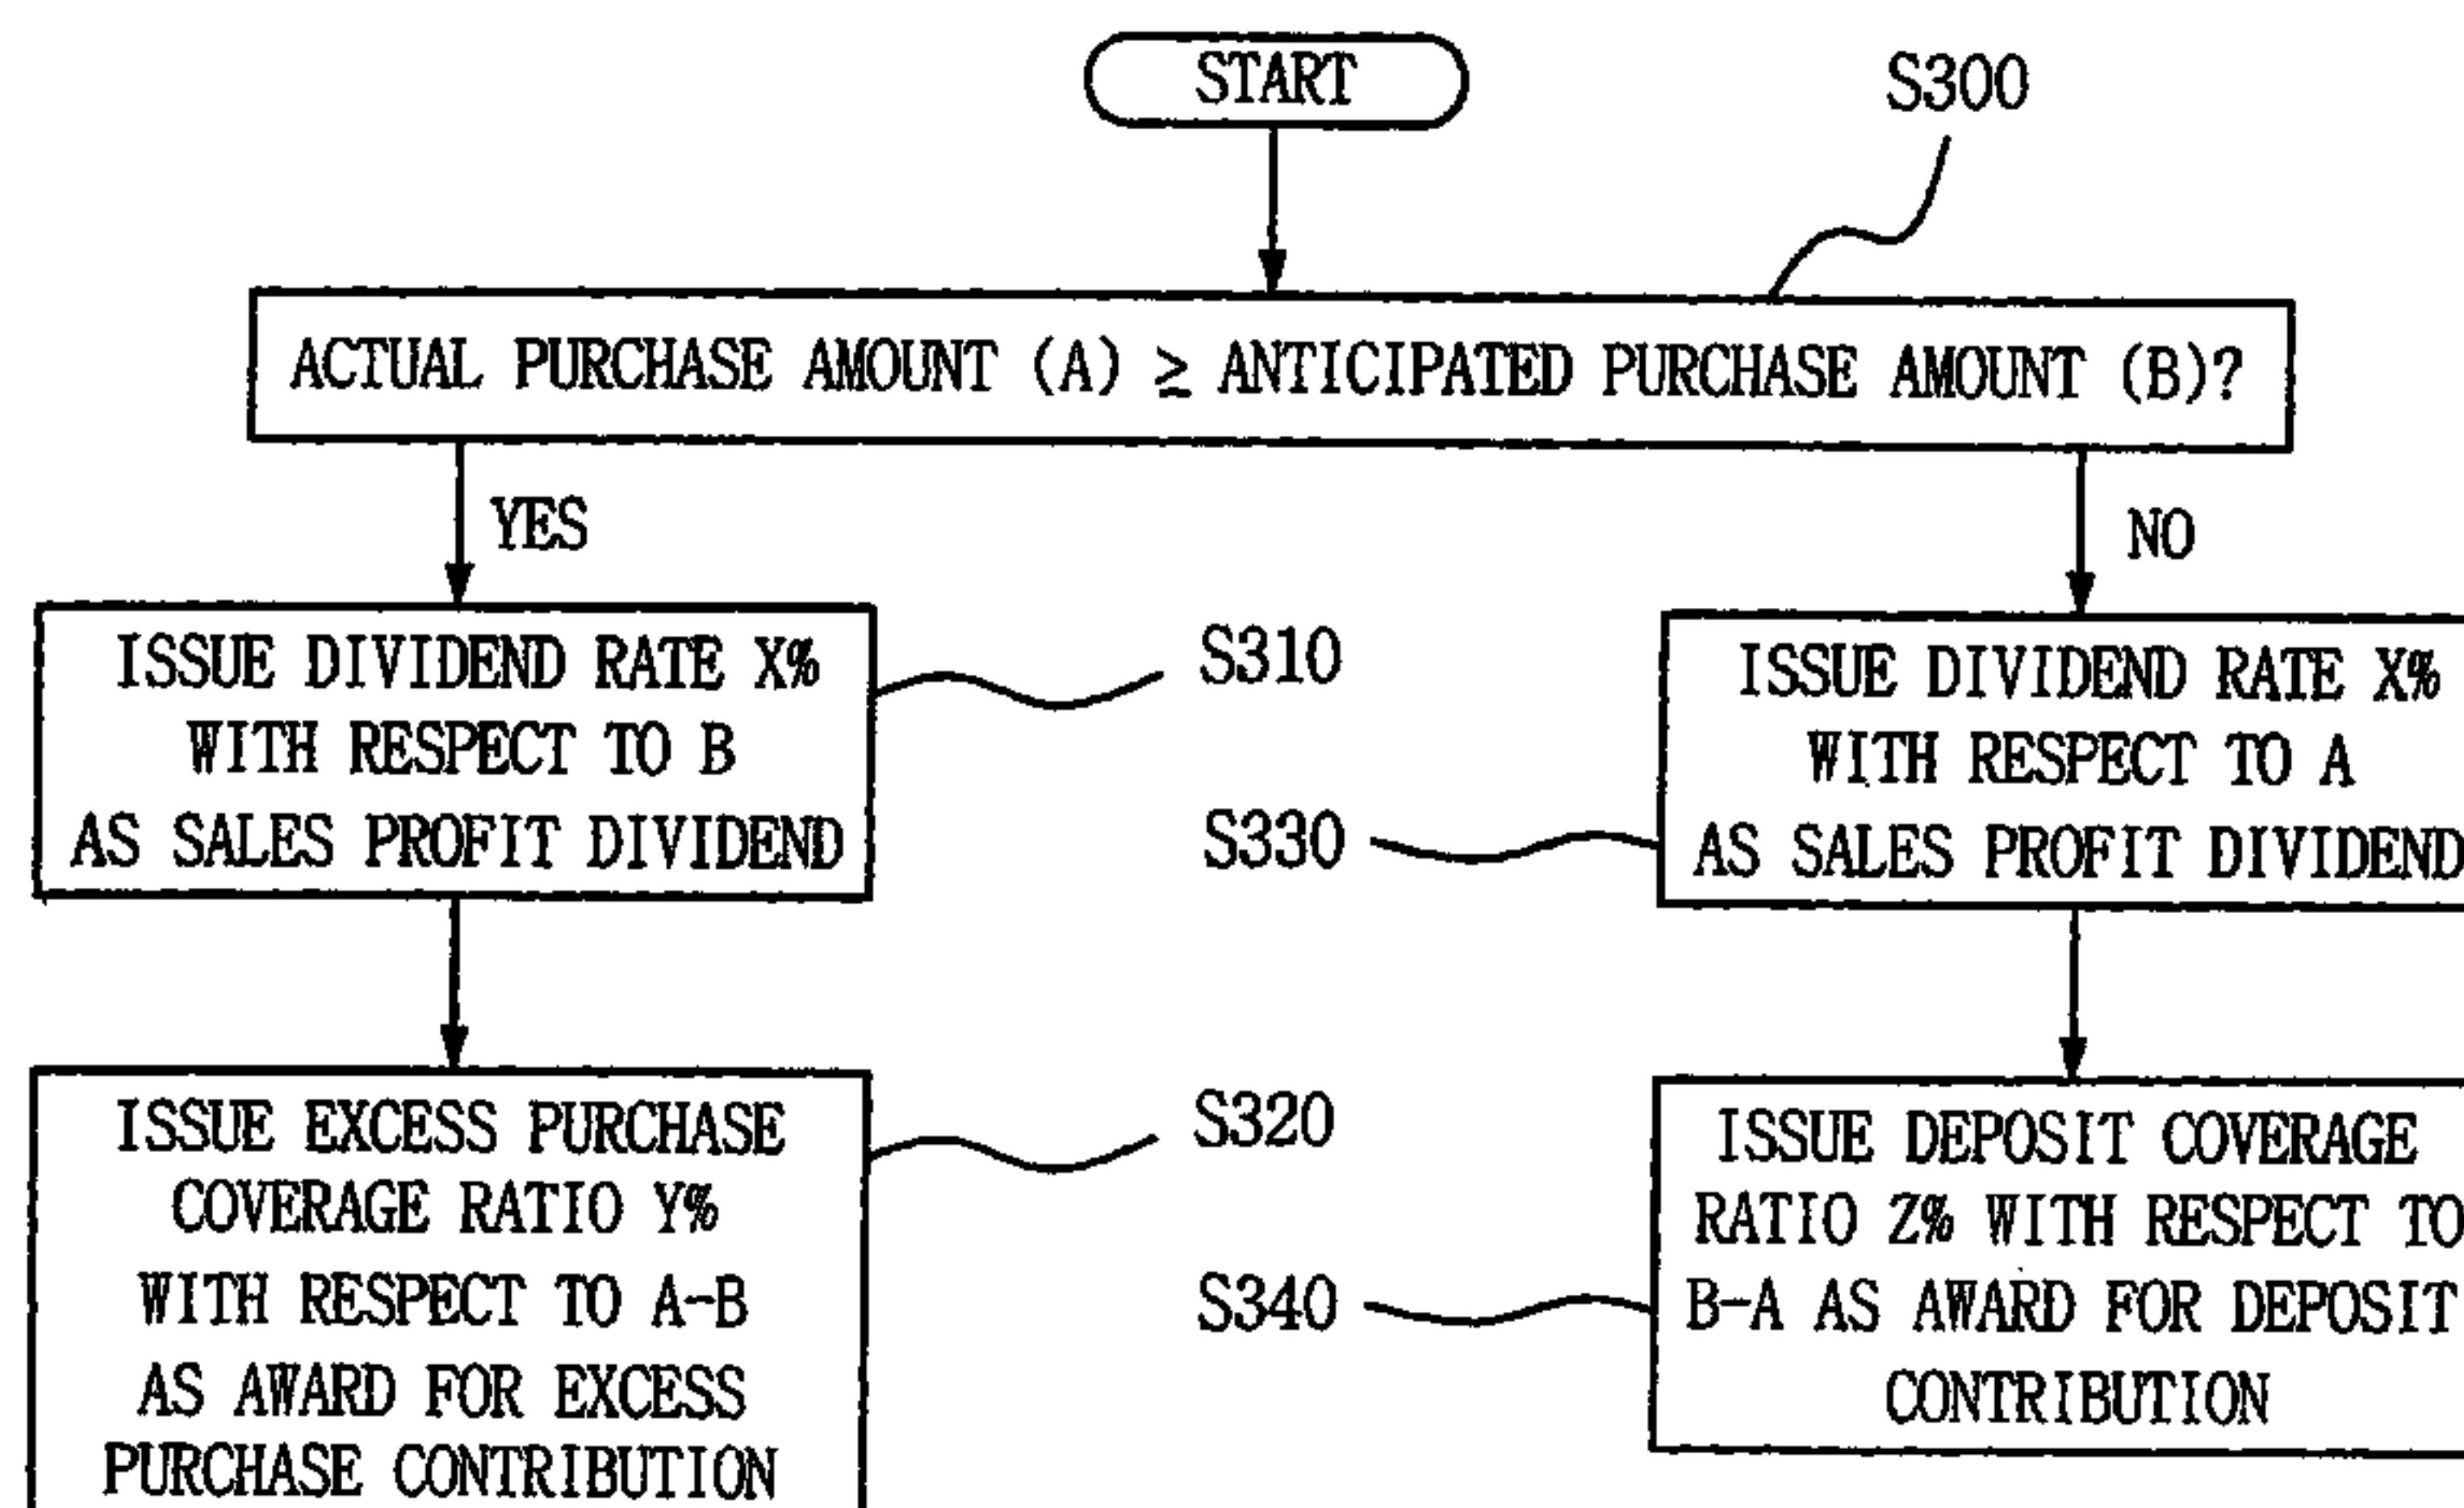 START
S300
ACTUAL PURCHASE AMOUNT (A) ≧ ANTICIPATED PURCHASE AMOUNT (B)?
YES
NO
ISSUE DIVIDEND RATE X%
WITH RESPECT TO B
AS SALES PROFIT DIVIDEND
S310
S330
ISSUE DIVIDEND RATE X%
WITH RESPECT TO A
AS SALES PROFIT DIVIDEND
ISSUE EXCESS PURCHASE
COVERAGE RATIO Y%
WITH RESPECT TO A-B
AS AWARD FOR EXCESS
PURCHASE CONTRIBUTION
S320
S340
ISSUE DEPOSIT COVERAGE
RATIO Z% WITH RESPECT TO
B-A AS AWARD FOR DEPOSIT
CONTRIBUTION